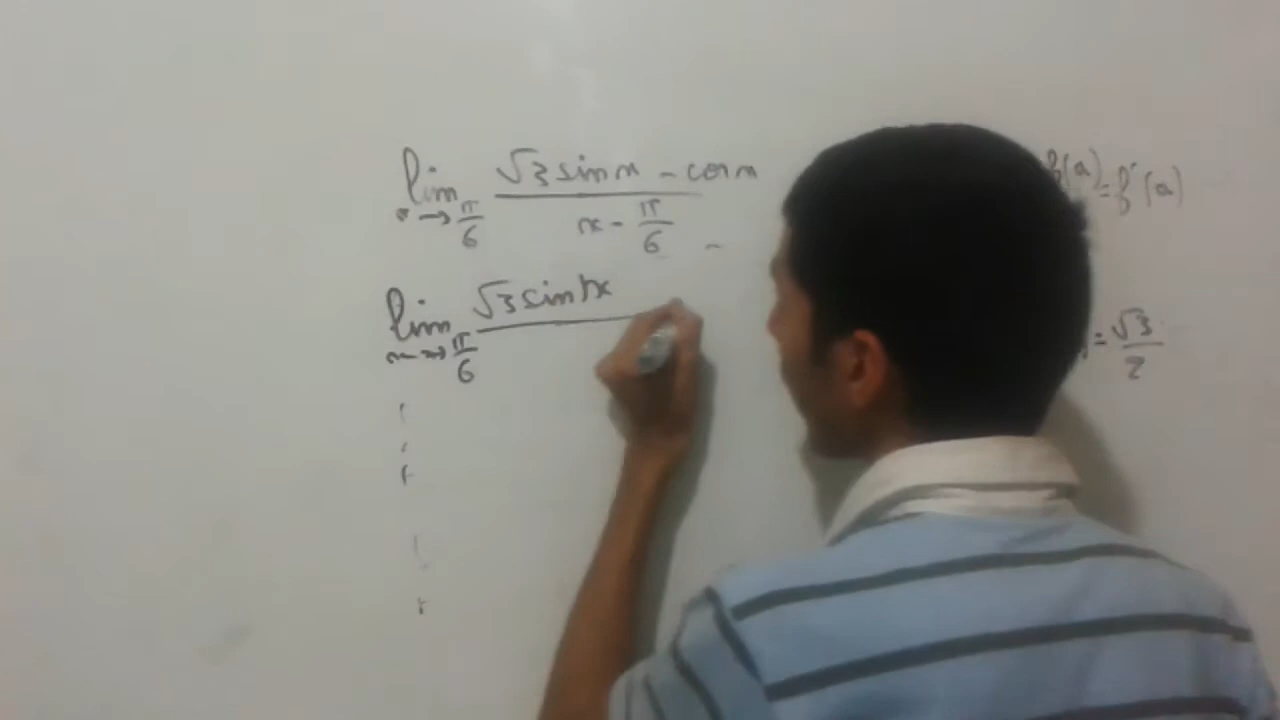 lim x→π/6 (√3 sin x - cos x)/(x - π/6)
f(a) = f'(a)
lim x→π/6 √3 sin x
= √3/2